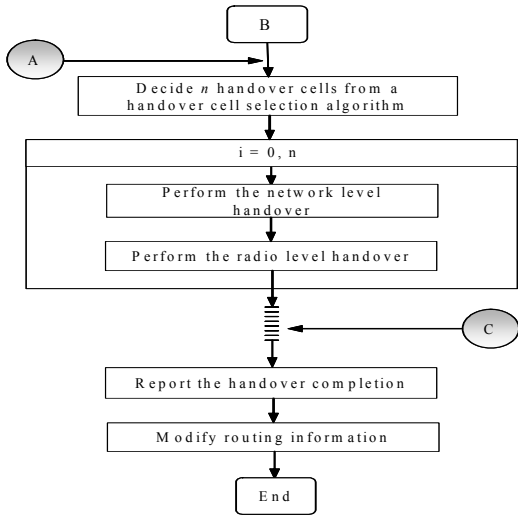 B
A
Decide n handover cells from a
handover cell selection algorithm
i = 0, n
Perform the network level
handover
Perform the radio level handover
C
Report the handover completion
Modify routing information
End